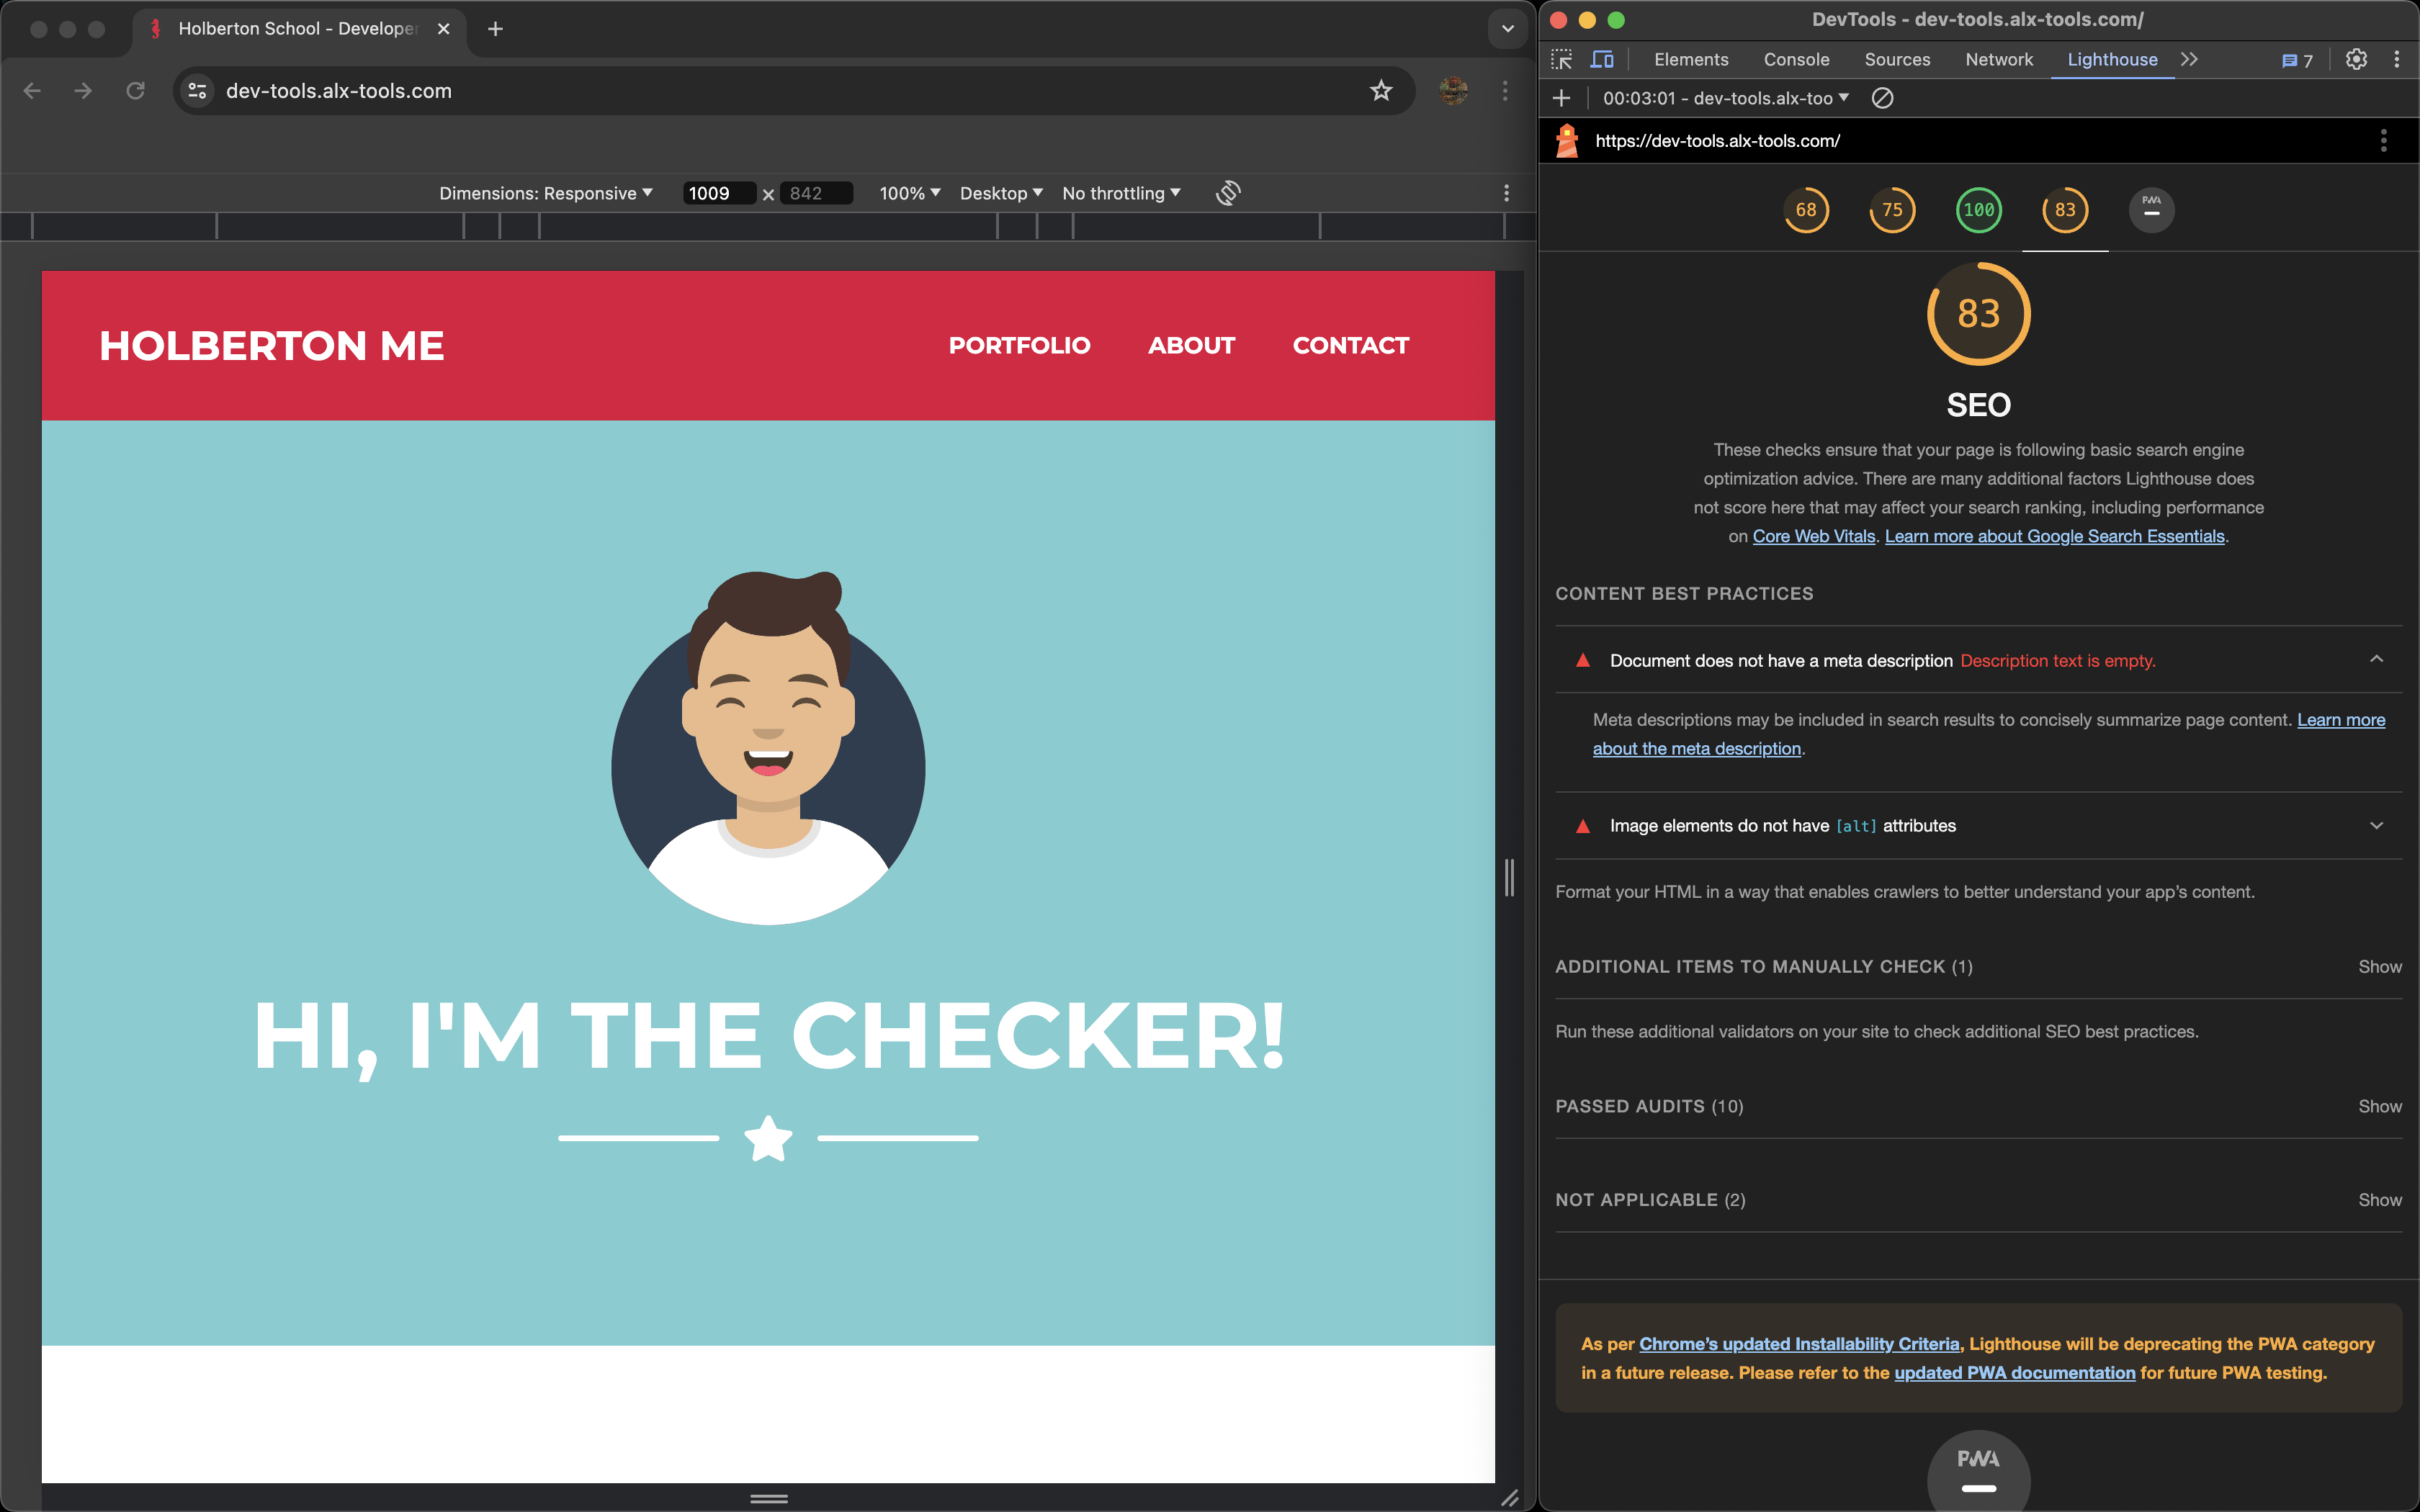 Holberton School - Developer
dev-tools.alx-tools.com
Dimensions: Responsive 1009 × 842 100% Desktop No throttling
HOLBERTON ME
PORTFOLIO ABOUT CONTACT
HI, I'M THE CHECKER!
DevTools - dev-tools.alx-tools.com/
Elements Console Sources Network Lighthouse 7
00:03:01 - dev-tools.alx-too
https://dev-tools.alx-tools.com/
68 75 100 83 PWA
83
SEO
These checks ensure that your page is following basic search engine
optimization advice. There are many additional factors Lighthouse does
not score here that may affect your search ranking, including performance
on Core Web Vitals. Learn more about Google Search Essentials.
CONTENT BEST PRACTICES
Document does not have a meta description Description text is empty.
Meta descriptions may be included in search results to concisely summarize page content. Learn more
about the meta description.
Image elements do not have [alt] attributes
Format your HTML in a way that enables crawlers to better understand your app's content.
ADDITIONAL ITEMS TO MANUALLY CHECK (1) Show
Run these additional validators on your site to check additional SEO best practices.
PASSED AUDITS (10) Show
NOT APPLICABLE (2) Show
As per Chrome's updated Installability Criteria, Lighthouse will be deprecating the PWA category
in a future release. Please refer to the updated PWA documentation for future PWA testing.
PWA